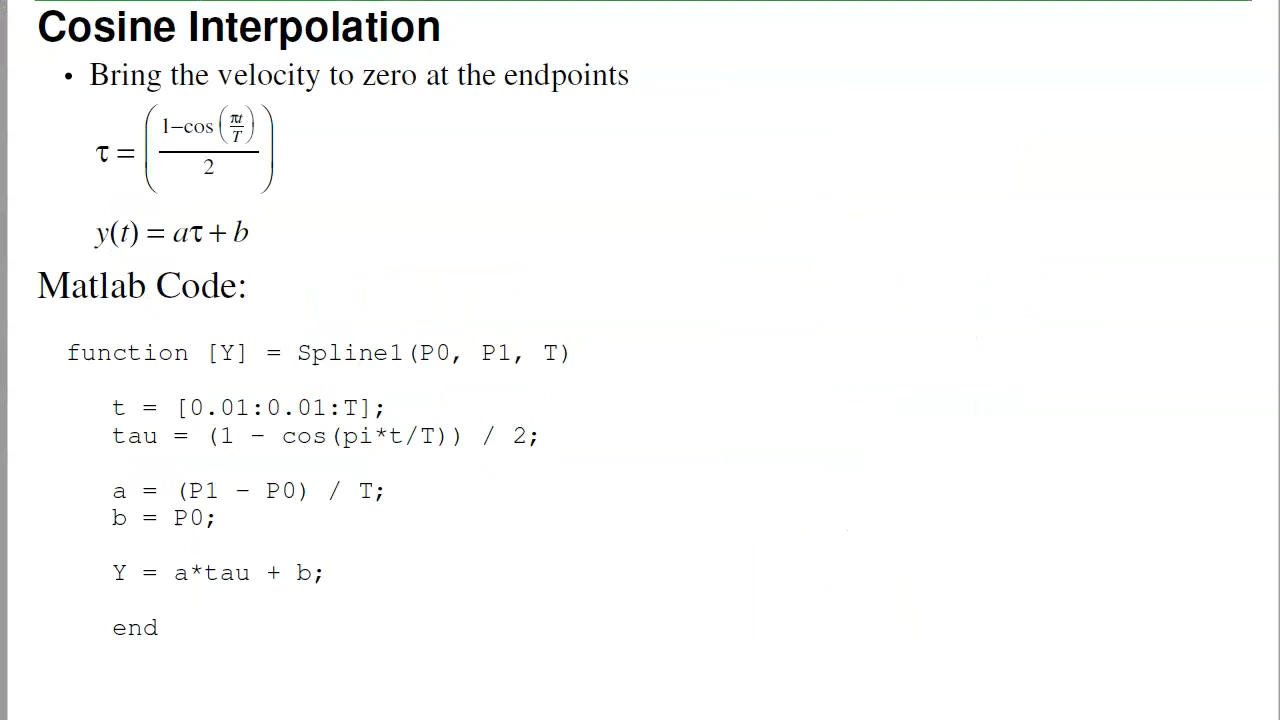 Cosine Interpolation
• Bring the velocity to zero at the endpoints
τ = ( (1−cos(πt/T)) / 2 )
y(t) = aτ + b
Matlab Code:
function [Y] = Spline1(P0, P1, T)
t = [0.01:0.01:T];
tau = (1 - cos(pi*t/T)) / 2;
a = (P1 - P0) / T;
b = P0;
Y = a*tau + b;
end